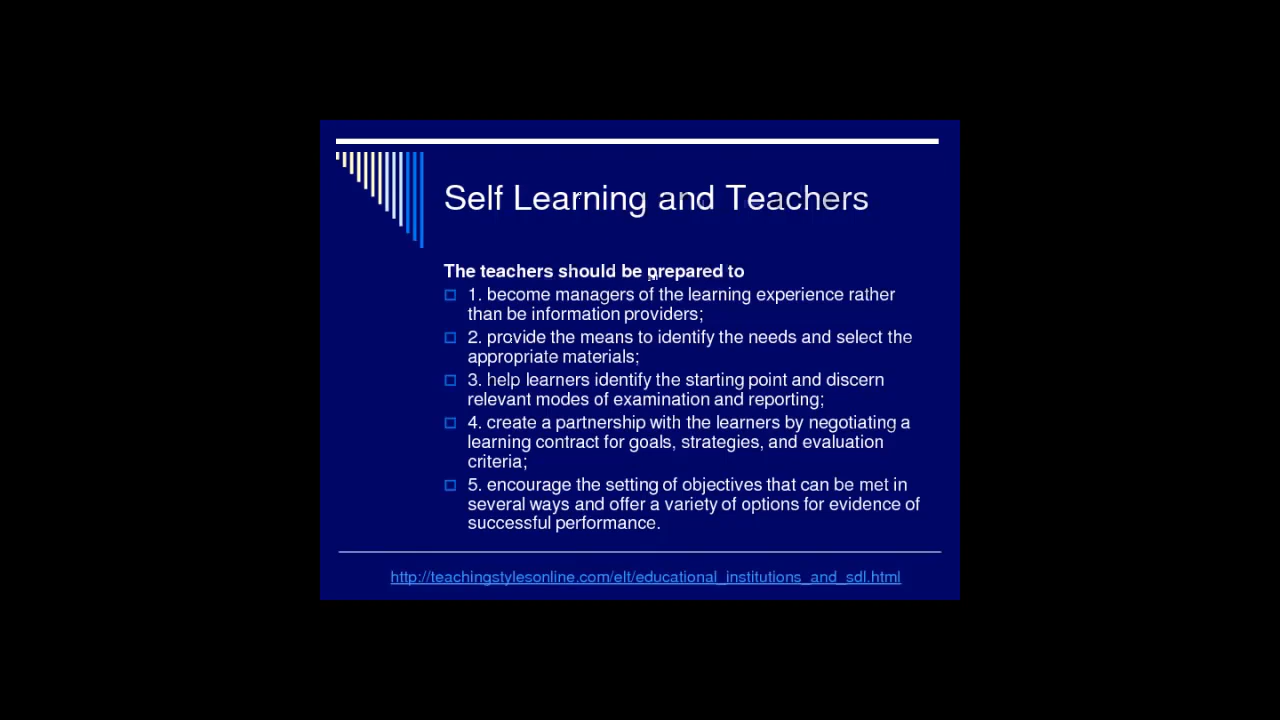 Self Learning and Teachers
The teachers should be prepared to
1. become managers of the learning experience rather
than be information providers;
2. provide the means to identify the needs and select the
appropriate materials;
3. help learners identify the starting point and discern
relevant modes of examination and reporting;
4. create a partnership with the learners by negotiating a
learning contract for goals, strategies, and evaluation
criteria;
5. encourage the setting of objectives that can be met in
several ways and offer a variety of options for evidence of
successful performance.
http://teachingstylesonline.com/elt/educational_institutions_and_sdl.html